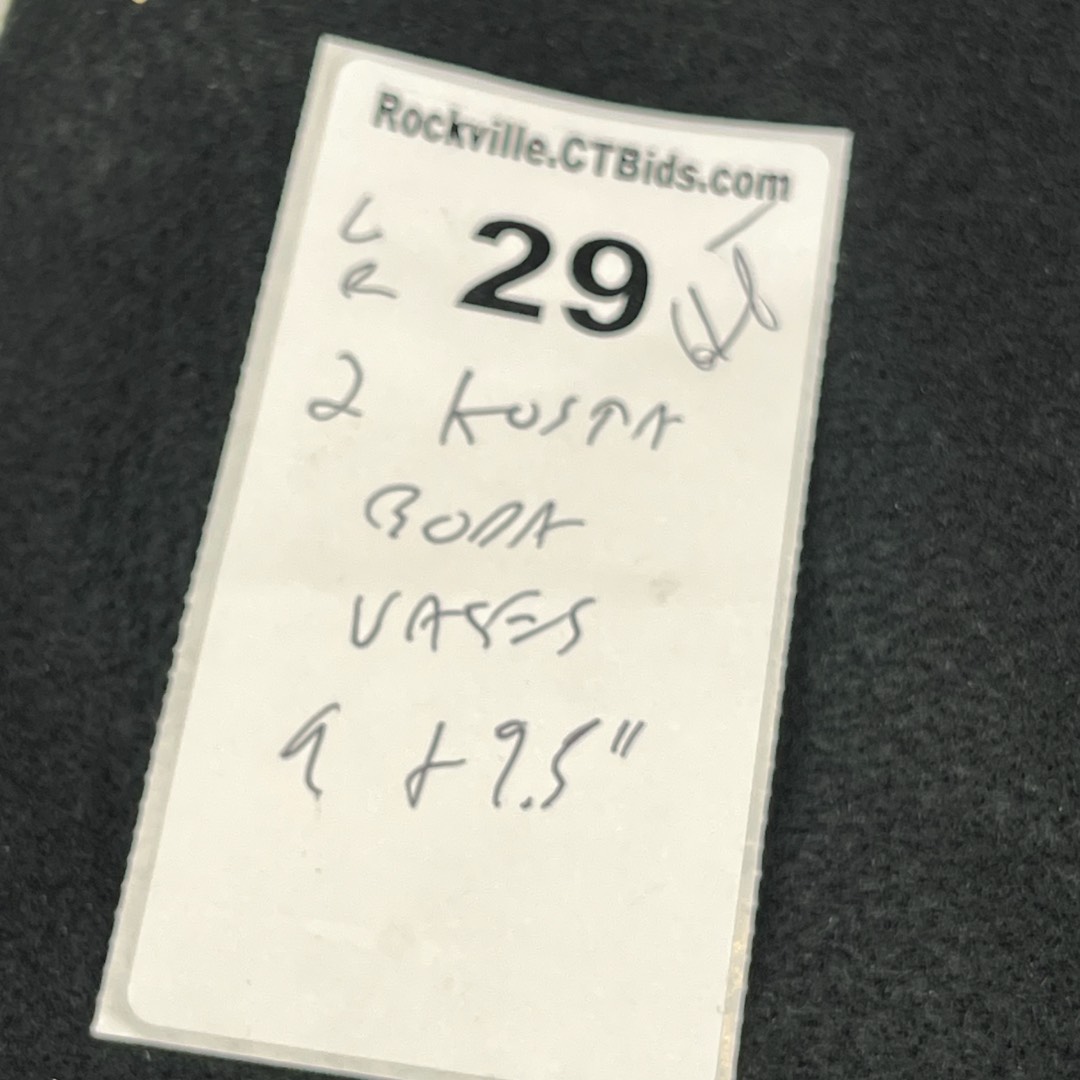 Rockville.CTBids.com
L
R
29
2 KOSTA
BODA
VASES
9 & 9.5"